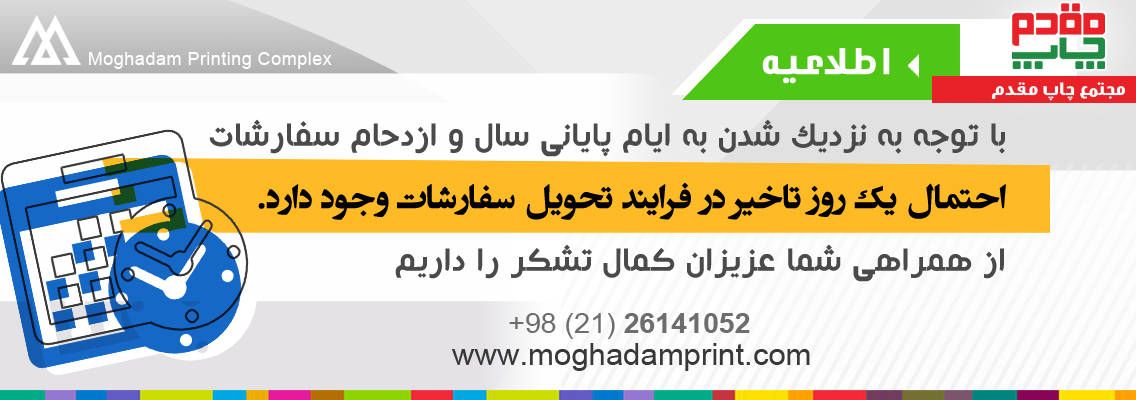 Moghadam Printing Complex
مقدم
چاپ
مجتمع چاپ مقدم
اطلاعیه
با توجه به نزدیک شدن به ایام پایانی سال و ازدحام سفارشات
احتمال یک روز تاخیر در فرایند تحویل سفارشات وجود دارد.
از همراهی شما عزیزان کمال تشکر را داریم
+98 (21) 26141052
www.moghadamprint.com